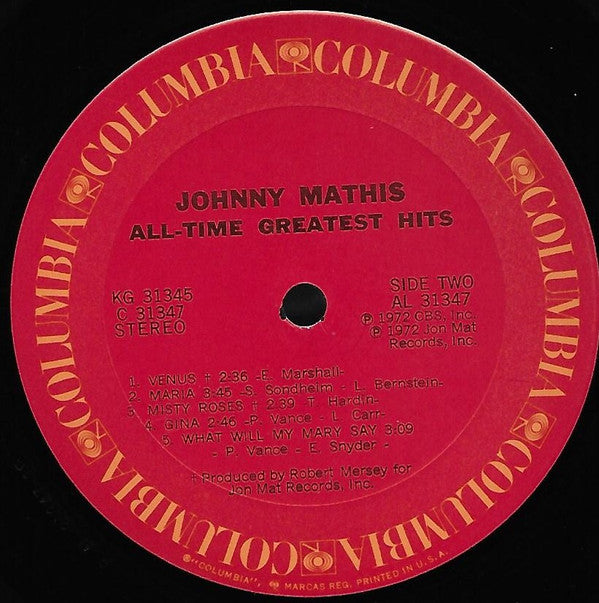 COLUMBIA COLUMBIA COLUMBIA COLUMBIA COLUMBIA COLUMBIA
JOHNNY MATHIS
ALL-TIME GREATEST HITS
KG 31345
C 31347
STEREO
SIDE TWO
AL 31347
℗ 1972 CBS, Inc.
℗ 1972 Jon Mat
Records, Inc.
1. VENUS † 2:36 -E. Marshall-
2. MARIA 3:45 -S. Sondheim - L. Bernstein-
3. MISTY ROSES † 2:39 -T. Hardin-
4. GINA 2:46 -P. Vance - L. Carr-
5. WHAT WILL MY MARY SAY 3:09
- P. Vance - E. Snyder -
†Produced by Robert Mersey for
Jon Mat Records, Inc.
®"COLUMBIA", MARCAS REG. PRINTED IN U.S.A.